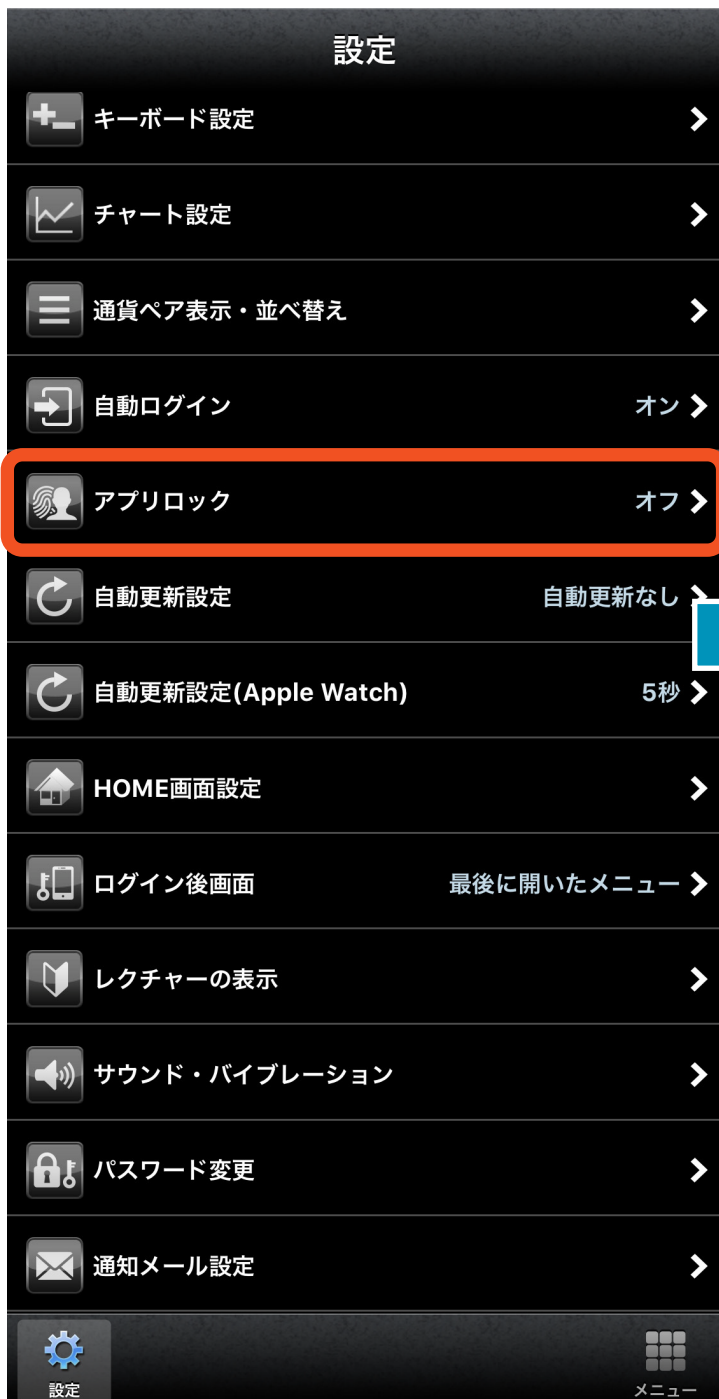 設定
キーボード設定
チャート設定
通貨ペア表示・並べ替え
自動ログイン オン
アプリロック オフ
自動更新設定 自動更新なし
自動更新設定(Apple Watch) 5秒
HOME画面設定
ログイン後画面 最後に開いたメニュー
レクチャーの表示
サウンド・バイブレーション
パスワード変更
通知メール設定
設定 メニュー